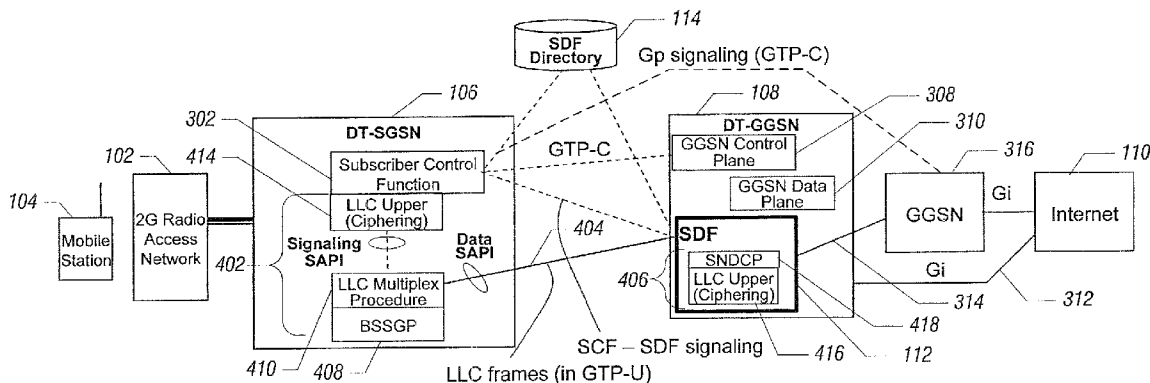 114
SDF
Directory
Gp signaling (GTP-C)
106
108
308
302
DT-SGSN
DT-GGSN
310
414
Subscriber Control
Function
GTP-C
GGSN Control
Plane
316
102
110
LLC Upper
(Ciphering)
GGSN Data
Plane
104
2G Radio
Access
Network
Mobile
Station
Signaling
SAPI
Data
SAPI
404
SDF
GGSN
Gi
Internet
402
LLC Multiplex
Procedure
BSSGP
406
SNDCP
LLC Upper
(Ciphering)
Gi
314
312
410
408
SCF – SDF signaling
418
416
112
LLC frames (in GTP-U)